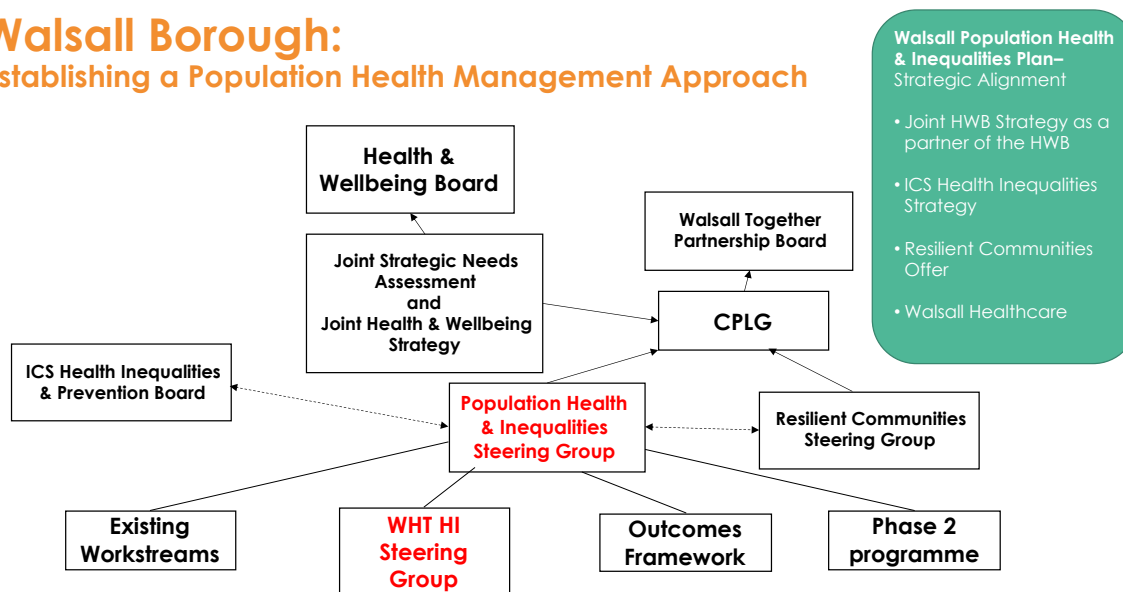 Walsall Borough:
stablishing a Population Health Management Approach
Walsall Population Health
& Inequalities Plan–
Strategic Alignment
• Joint HWB Strategy as a
partner of the HWB
• ICS Health Inequalities
Strategy
• Resilient Communities
Offer
• Walsall Healthcare
Health &
Wellbeing Board
Walsall Together
Partnership Board
Joint Strategic Needs
Assessment
and
Joint Health & Wellbeing
Strategy
CPLG
ICS Health Inequalities
& Prevention Board
Population Health
& Inequalities
Steering Group
Resilient Communities
Steering Group
Existing
Workstreams
WHT HI
Steering
Group
Outcomes
Framework
Phase 2
programme